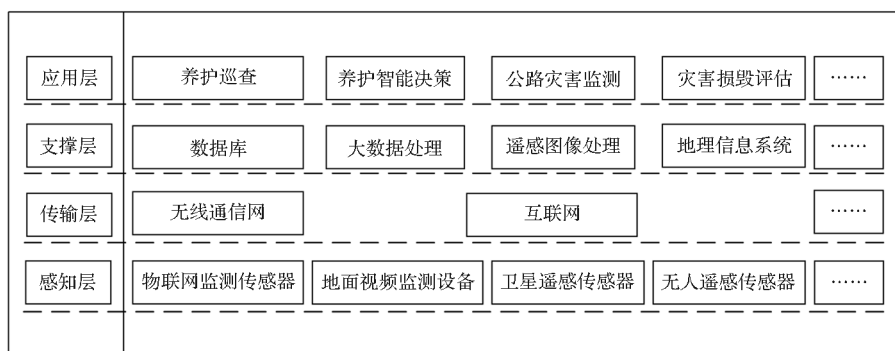 应用层 养护巡查 养护智能决策 公路灾害监测 灾害损毁评估 ……
支撑层 数据库 大数据处理 遥感图像处理 地理信息系统 ……
传输层 无线通信网 互联网 ……
感知层 物联网监测传感器 地面视频监测设备 卫星遥感传感器 无人遥感传感器 ……